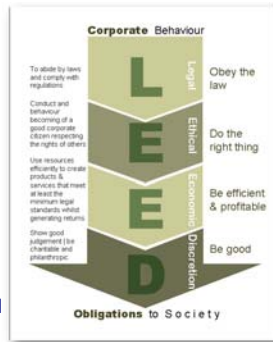 Corporate Behaviour
To abide by laws
and comply with
regulations
L
Legal
Obey the
law
Conduct and
behaviour
becoming of a
good corporate
citizen respecting
the rights of others
E
Ethical
Do the
right thing
Use resources
efficiently to create
products &
services that meet
at least the
minimum legal
standards whilst
generating returns
E
Economic
Be efficient
& profitable
Show good
judgement (be
charitable and
philanthropic
D
Discretion
Be good
Obligations to Society